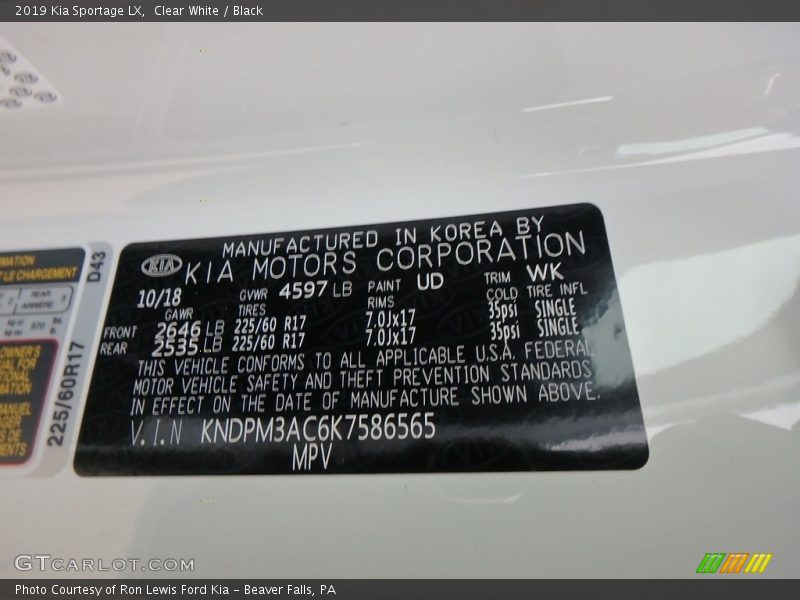 2019 Kia Sportage LX,  Clear White / Black
MANUFACTURED IN KOREA BY
KIA KIA MOTORS CORPORATION
10/18 GVWR 4597 LB PAINT UD TRIM WK
GAWR TIRES RIMS COLD TIRE INFL
FRONT 2646 LB 225/60 R17 7.0Jx17 35psi SINGLE
REAR 2535 LB 225/60 R17 7.0Jx17 35psi SINGLE
THIS VEHICLE CONFORMS TO ALL APPLICABLE U.S.A. FEDERAL
MOTOR VEHICLE SAFETY AND THEFT PREVENTION STANDARDS
IN EFFECT ON THE DATE OF MANUFACTURE SHOWN ABOVE.
V.I.N KNDPM3AC6K7586565
MPV
D43
225/60R17
LE CHARGEMENT
REAR
ARRIÈRE
GTCARLOT.COM
Photo Courtesy of Ron Lewis Ford Kia - Beaver Falls, PA